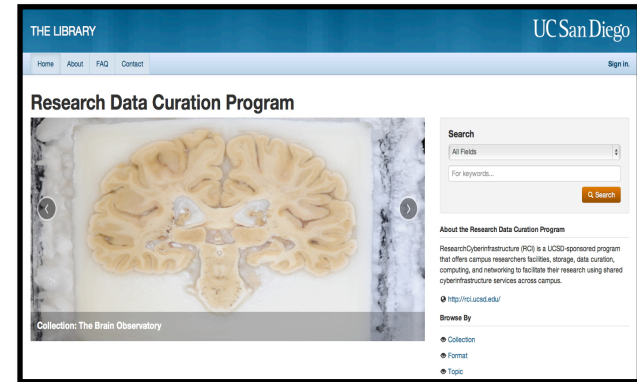 THE LIBRARY
UC San Diego
Home About FAQ Contact
Sign in.
Research Data Curation Program
Collection: The Brain Observatory
Search
All Fields
For keywords...
Search
About the Research Data Curation Program
ResearchCyberinfrastructure (RCI) is a UCSD-sponsored program
that offers campus researchers facilities, storage, data curation,
computing, and networking to facilitate their research using shared
cyberinfrastructure services across campus.
http://rci.ucsd.edu/
Browse By
Collection
Format
Topic